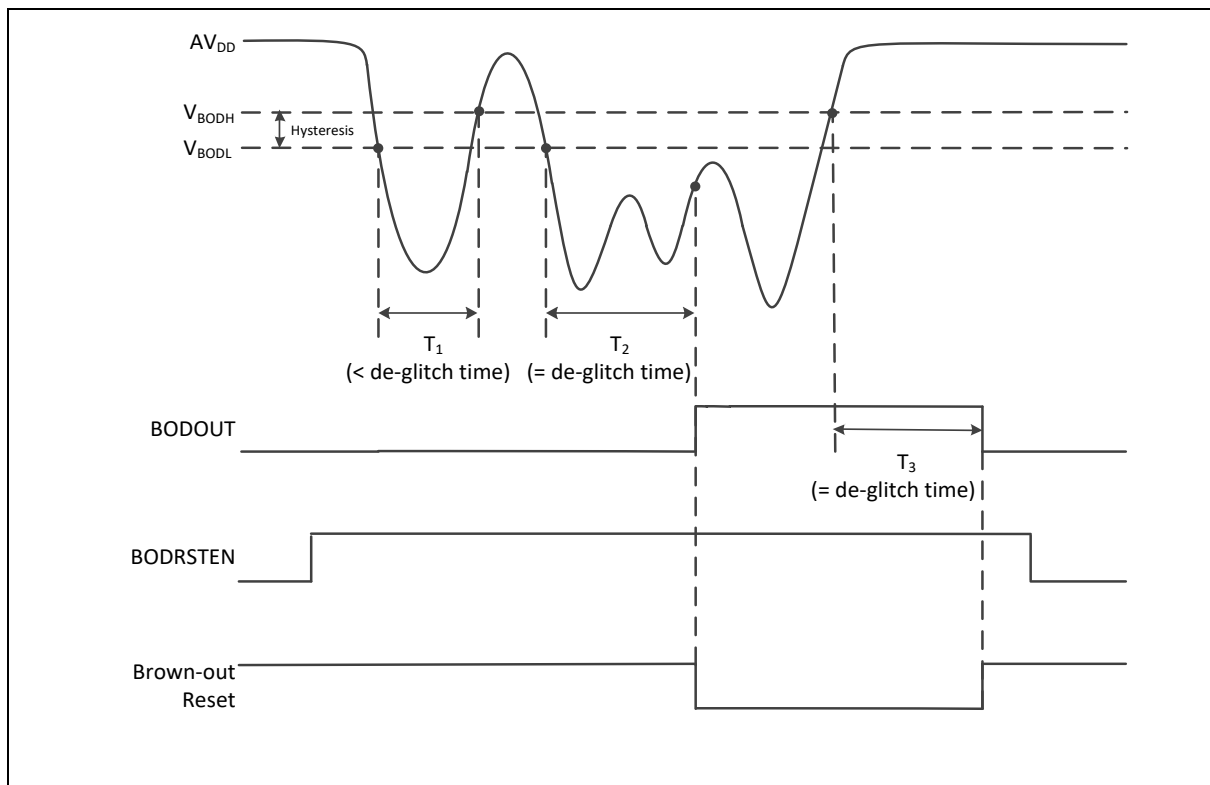 AVDD
VBODH
Hysteresis
VBODL
T1
(< de-glitch time)
T2
(= de-glitch time)
BODOUT
T3
(= de-glitch time)
BODRSTEN
Brown-out
Reset